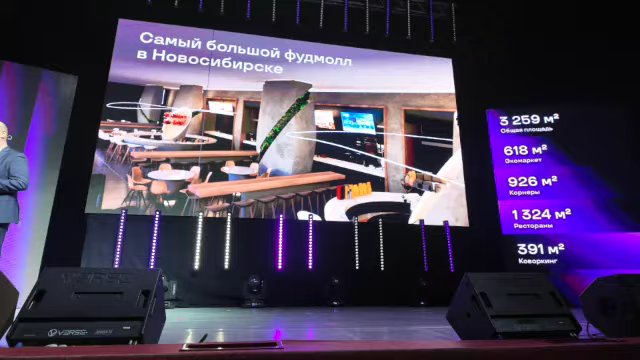 Самый большой фудмолл
в Новосибирске
3 259 м²
Общая площадь
618 м²
Экомаркет
926 м²
Корнеры
1 324 м²
Рестораны
391 м²
Коворкинг
VERSE